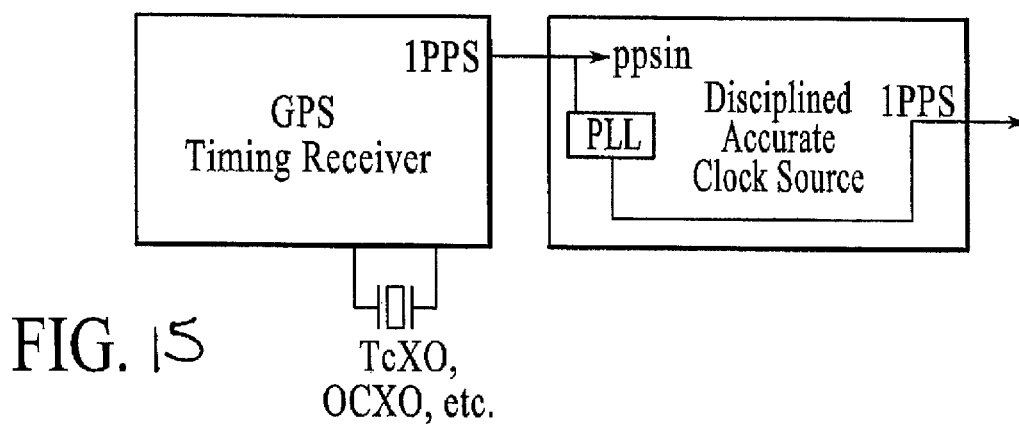 1PPS
GPS
Timing Receiver
ppsin
PLL
Disciplined
Accurate
Clock Source
1PPS
TcXO,
OCXO, etc.
FIG. 15